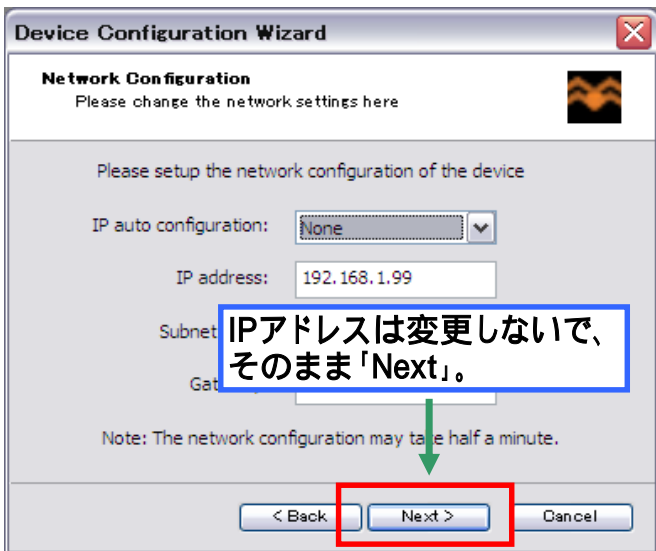 Device Configuration Wizard
Network Configuration
Please change the network settings here
Please setup the network configuration of the device
IP auto configuration: None
IP address: 192.168.1.99
Subnet
IPアドレスは変更しないで、
そのまま「Next」。
Note: The network configuration may take half a minute.
< Back Next > Cancel